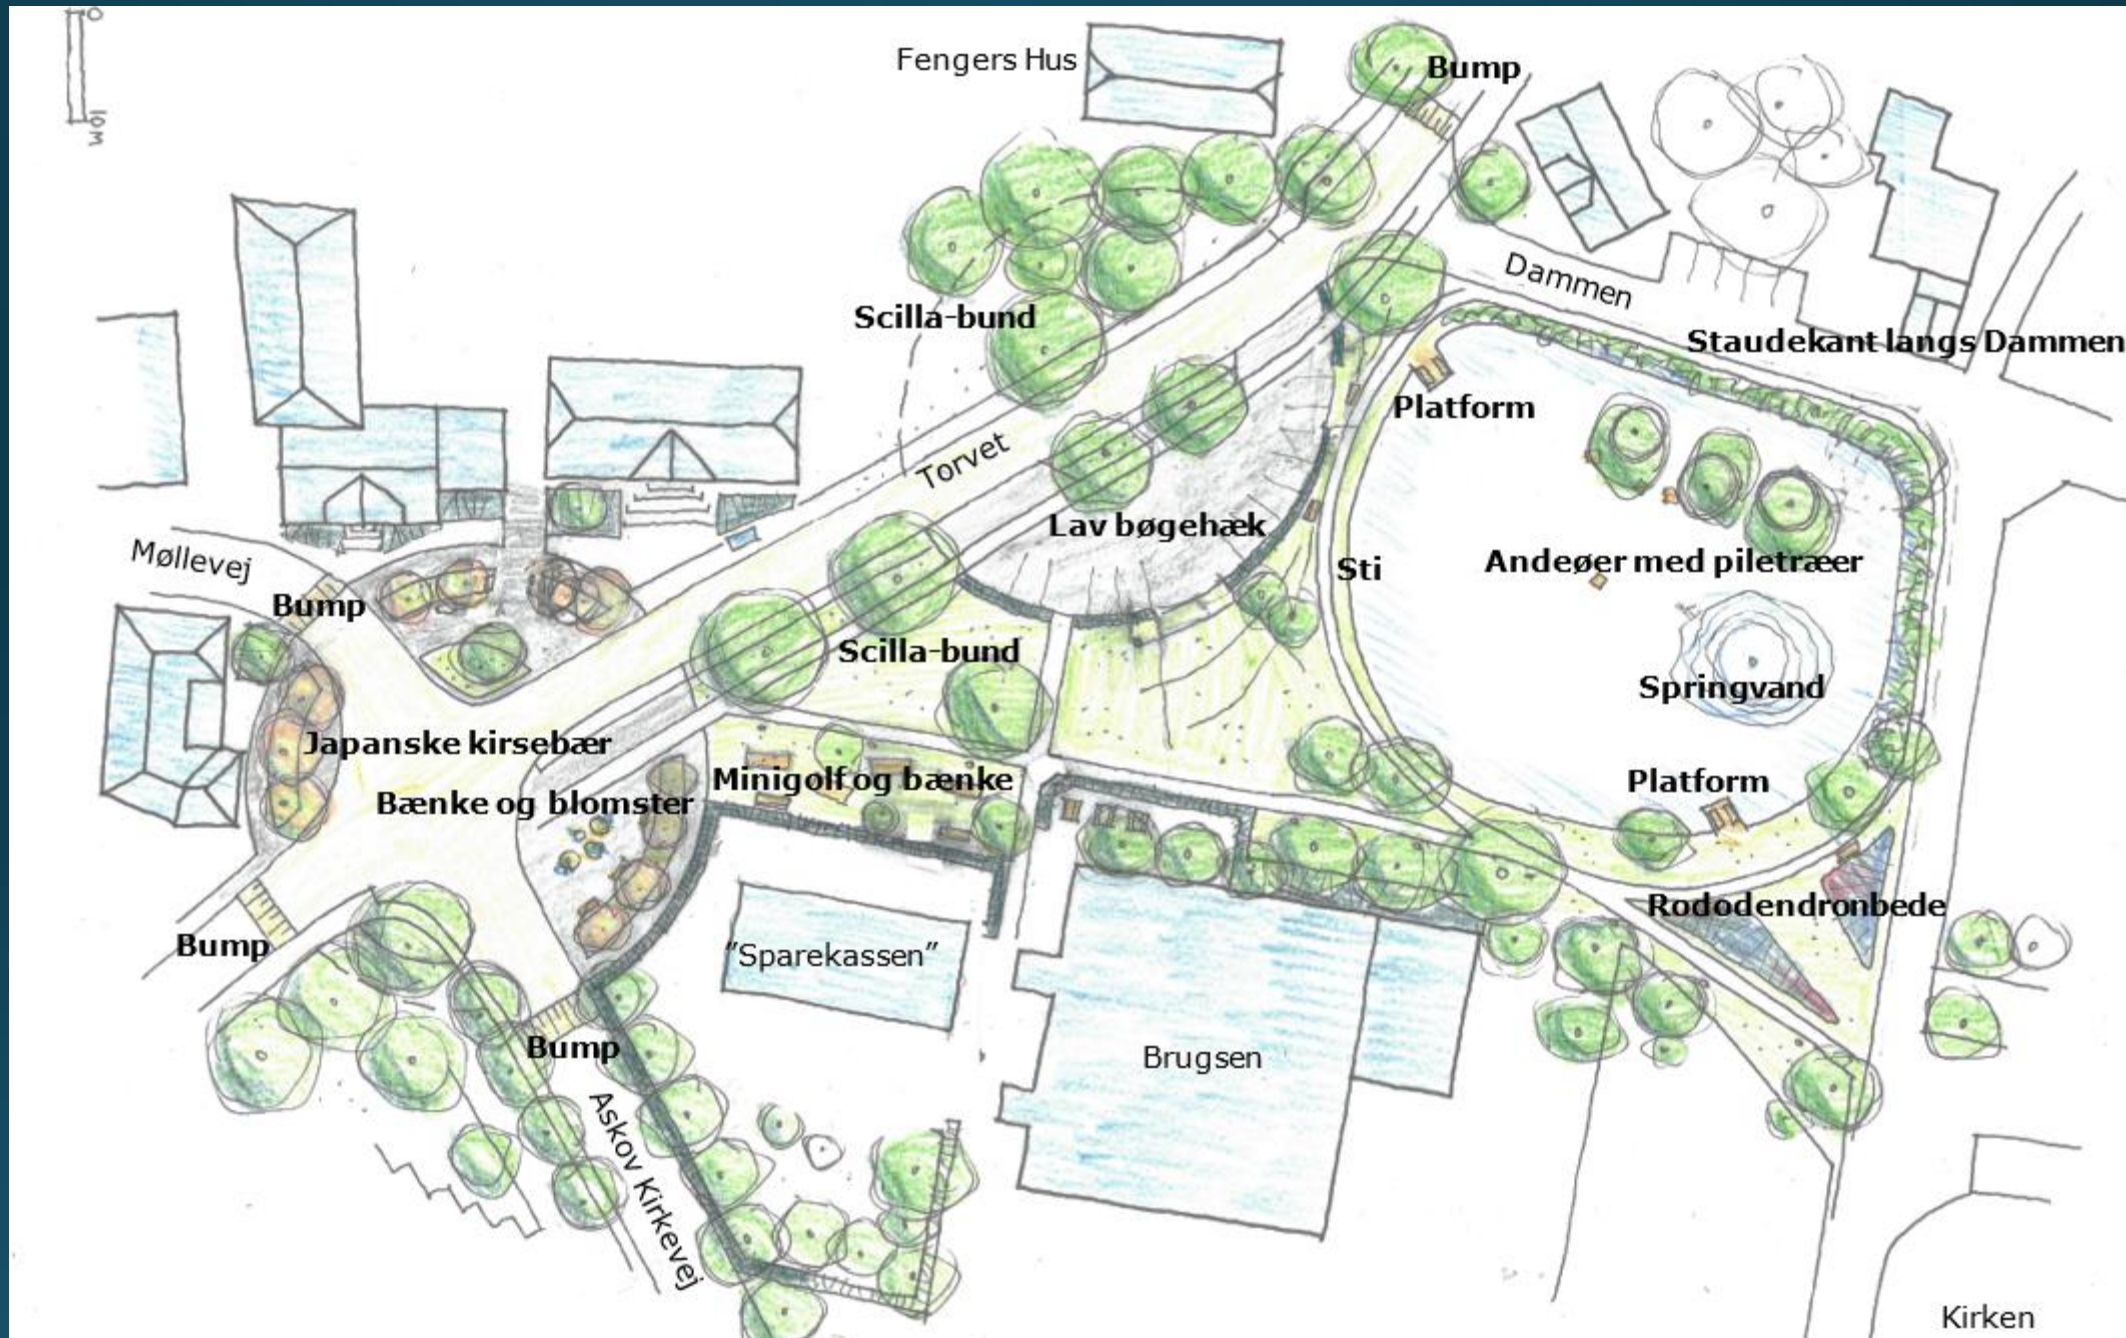 0
10 m
Fengers Hus
Bump
Dammen
Scilla-bund
Staudekant langs Dammen
Platform
Torvet
Lav bøgehæk
Møllevej
Sti
Andeøer med piletræer
Bump
Scilla-bund
Springvand
Japanske kirsebær
Minigolf og bænke
Platform
Bænke og blomster
Rododendronbede
Bump
"Sparekassen"
Bump
Brugsen
Askov Kirkevej
Kirken